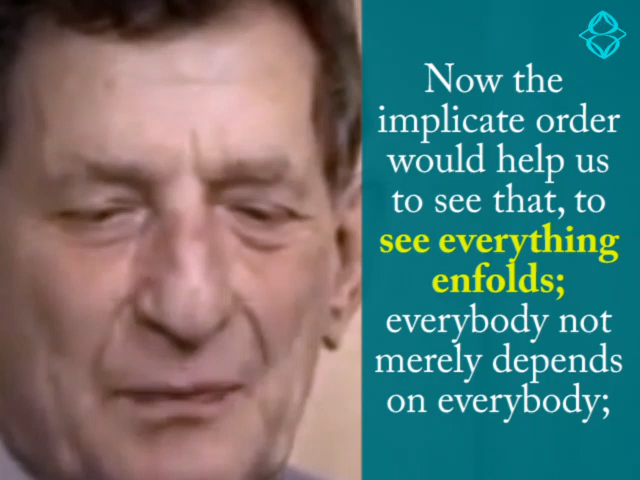 Now the
implicate order
would help us
to see that, to
see everything
enfolds;
everybody not
merely depends
on everybody;